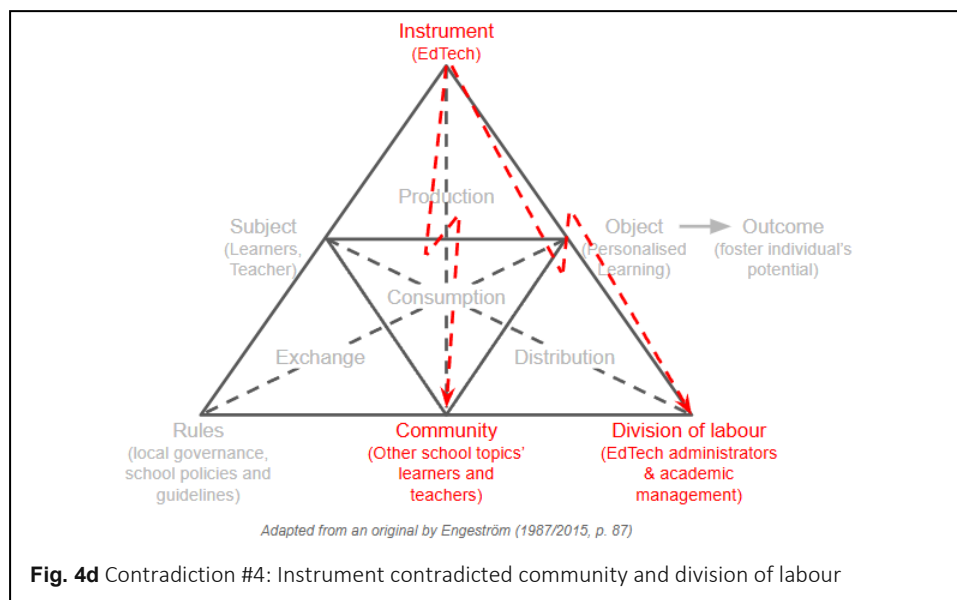 Instrument
(EdTech)
Production
Subject
(Learners,
Teacher)
Object
(Personalised
Learning)
Outcome
(foster individual's
potential)
Consumption
Exchange
Distribution
Rules
(local governance,
school policies and
guidelines)
Community
(Other school topics'
learners and
teachers)
Division of labour
(EdTech administrators
& academic
management)
Adapted from an original by Engeström (1987/2015, p. 87)
Fig. 4d Contradiction #4: Instrument contradicted community and division of labour